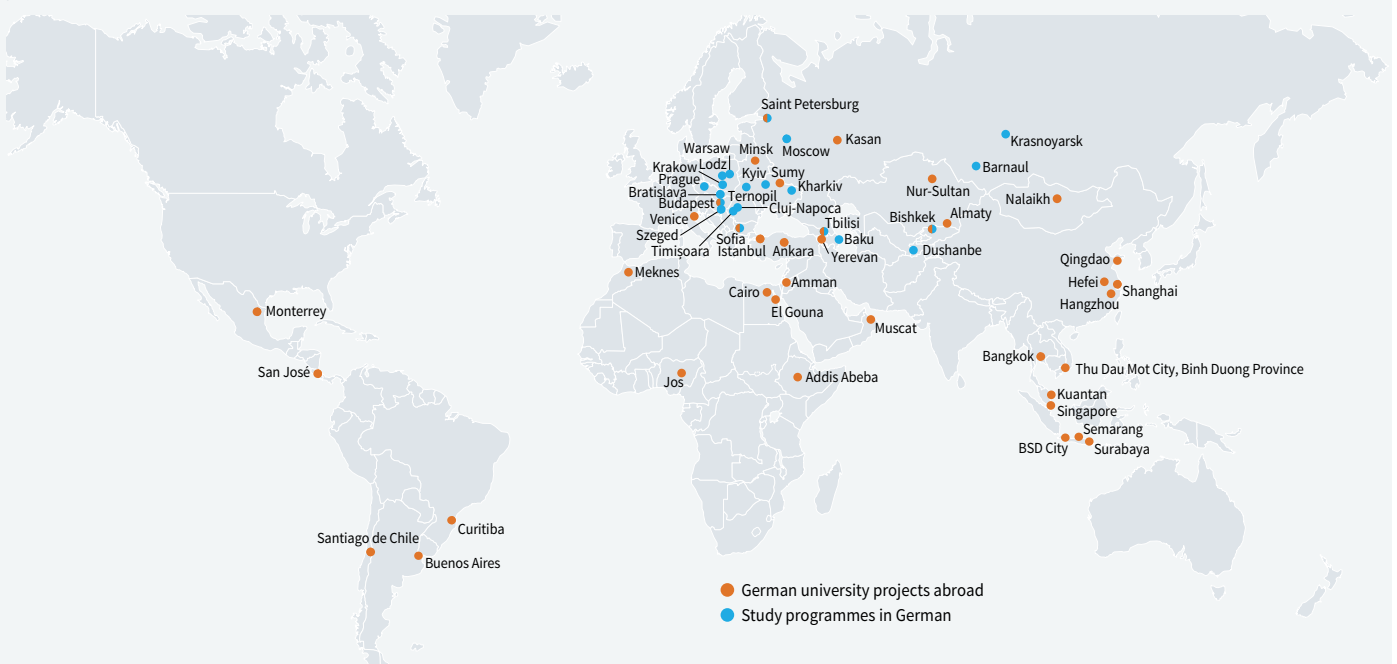 Saint Petersburg
Kasan
Krasnoyarsk
Warsaw
Minsk
Moscow
Krakow
Lodz
Barnaul
Prague
Kyiv
Sumy
Kharkiv
Nur-Sultan
Bratislava
Ternopil
Nalaikh
Budapest
Cluj-Napoca
Venice
Bishkek
Almaty
Szeged
Sofia
Tbilisi
Baku
Timișoara
Istanbul
Ankara
Yerevan
Dushanbe
Qingdao
Meknes
Amman
Hefei
Shanghai
Cairo
Hangzhou
El Gouna
Monterrey
Muscat
Bangkok
San José
Thu Dau Mot City, Binh Duong Province
Jos
Addis Abeba
Kuantan
Singapore
Semarang
BSD City
Surabaya
Curitiba
Santiago de Chile
Buenos Aires
German university projects abroad
Study programmes in German